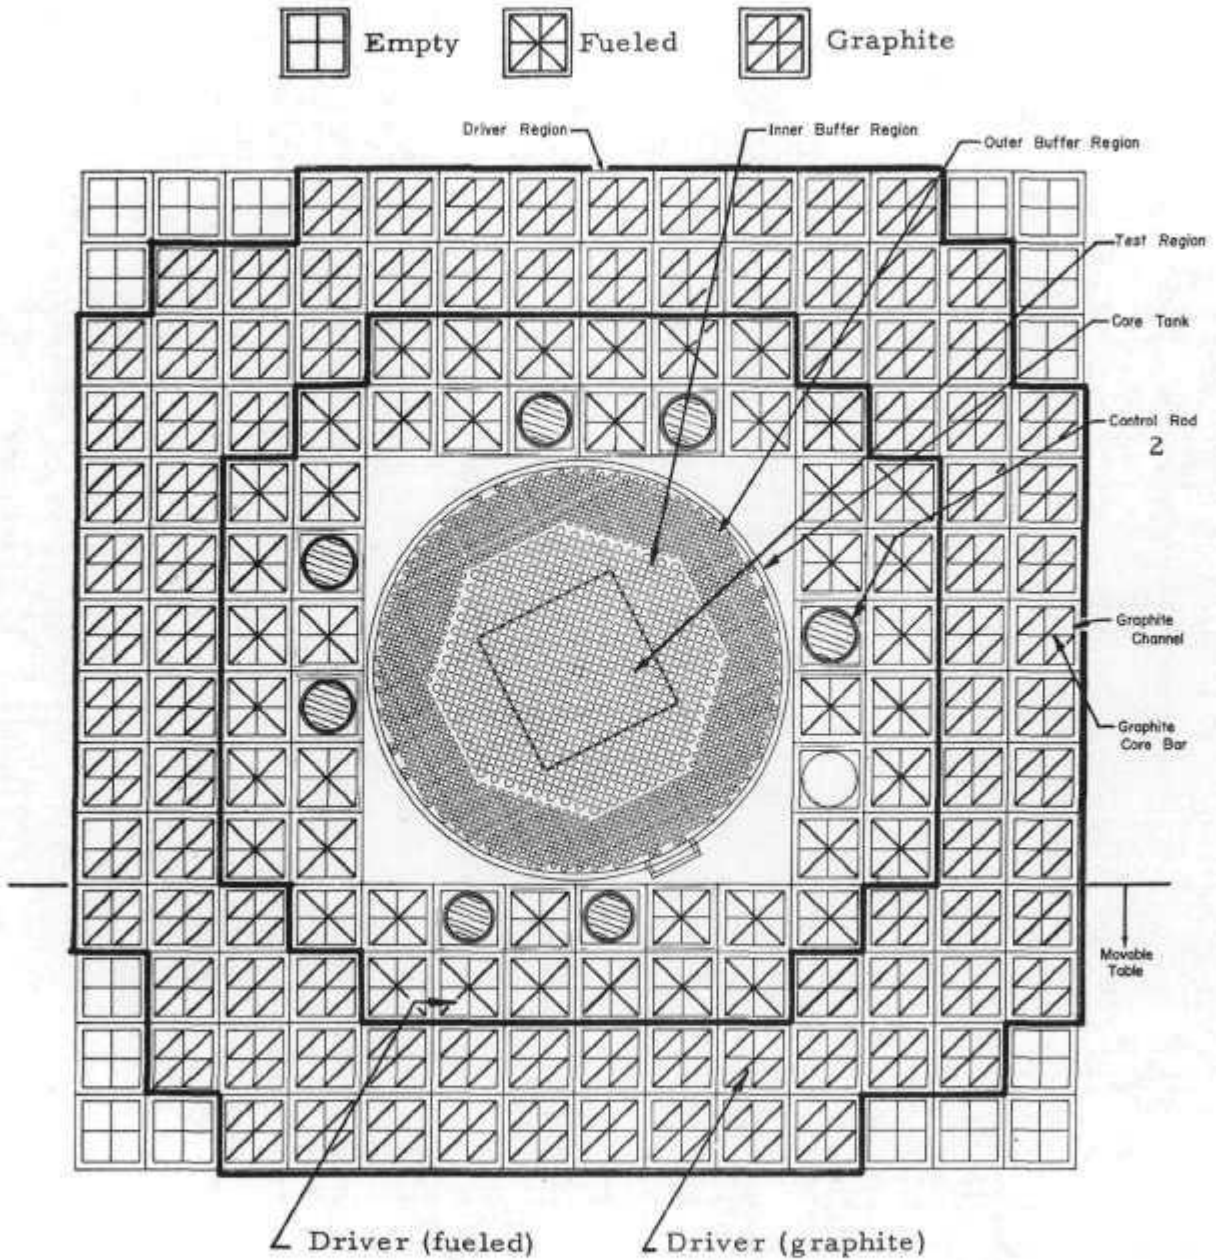 Empty
Fueled
Graphite
Driver Region
Inner Buffer Region
Outer Buffer Region
Test Region
Core Tank
Control Rod
2
Graphite
Channel
Graphite
Core Bar
Movable
Table
Driver (fueled)
Driver (graphite)